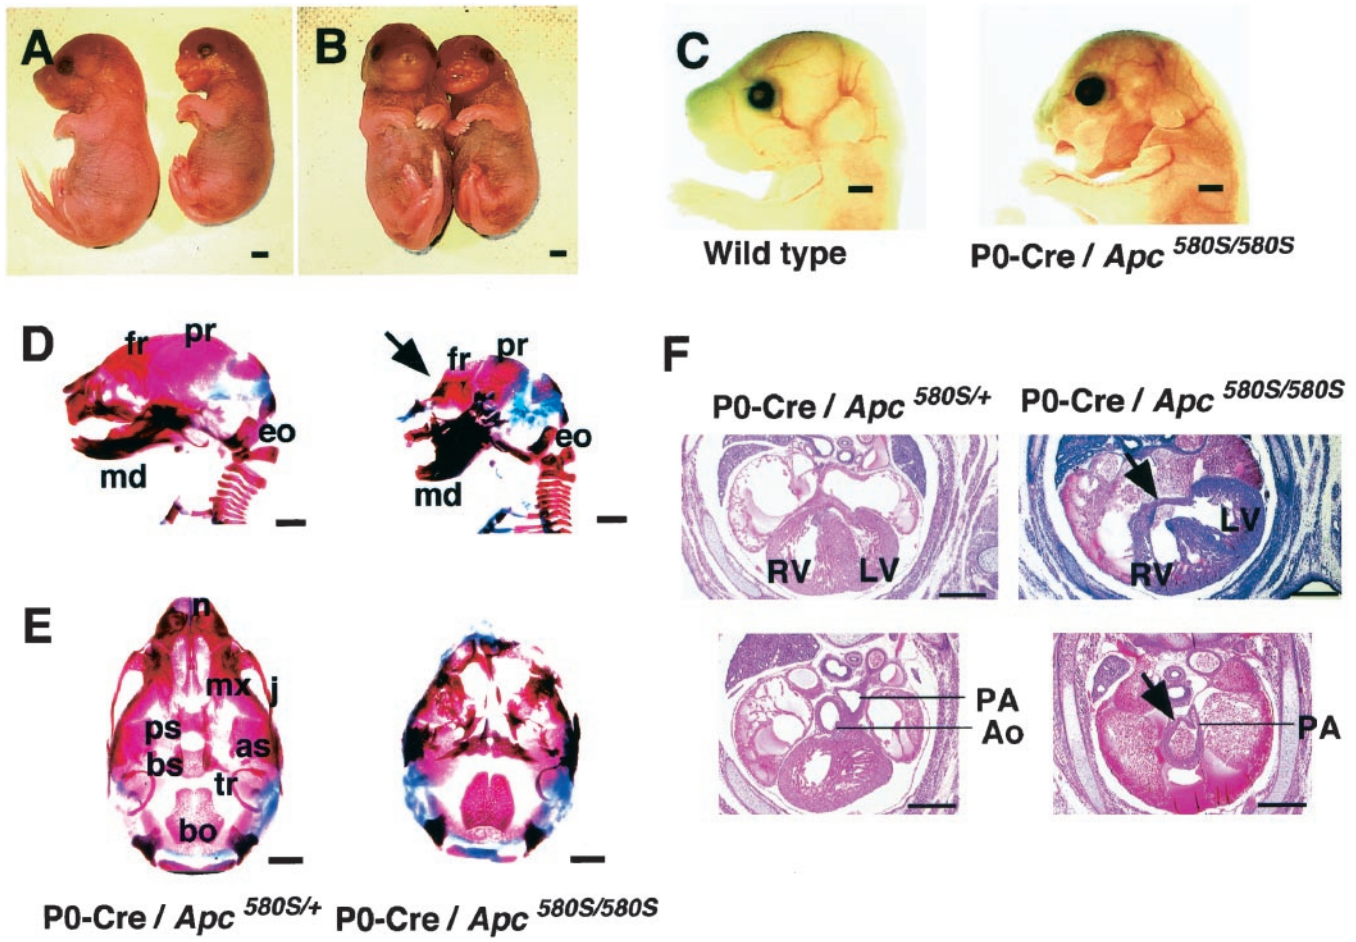 A
B
C
Wild type
P0-Cre / Apc 580S/580S
D
fr
pr
md
eo
fr
pr
md
eo
E
n
mx
j
ps
as
bs
tr
bo
P0-Cre / Apc 580S/+
P0-Cre / Apc 580S/580S
F
P0-Cre / Apc 580S/+
P0-Cre / Apc 580S/580S
RV
LV
RV
LV
PA
Ao
PA